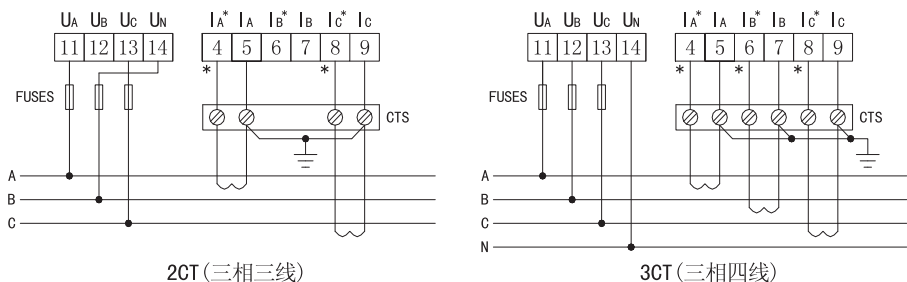 UA UB UC UN IA* IA IB* IB IC* IC
11 12 13 14 4 5 6 7 8 9
* *
FUSES
CTS
A
B
C
2CT(三相三线)
UA UB UC UN IA* IA IB* IB IC* IC
11 12 13 14 4 5 6 7 8 9
* * *
FUSES
CTS
A
B
C
N
3CT(三相四线)